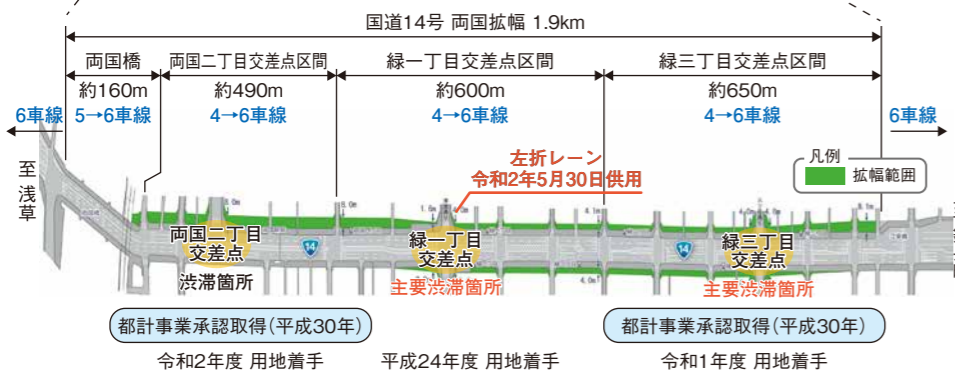 国道14号 両国拡幅 1.9km
両国橋
両国二丁目交差点区間
緑一丁目交差点区間
緑三丁目交差点区間
約160m
約490m
約600m
約650m
6車線
5→6車線
4→6車線
4→6車線
4→6車線
6車線
至浅草
左折レーン
令和2年5月30日供用
凡例
拡幅範囲
8.0m
4.1m
両国二丁目
交差点
14
緑一丁目
交差点
14
緑三丁目
交差点
渋滞箇所
主要渋滞箇所
主要渋滞箇所
都計事業承認取得(平成30年)
都計事業承認取得(平成30年)
令和2年度 用地着手
平成24年度 用地着手
令和1年度 用地着手